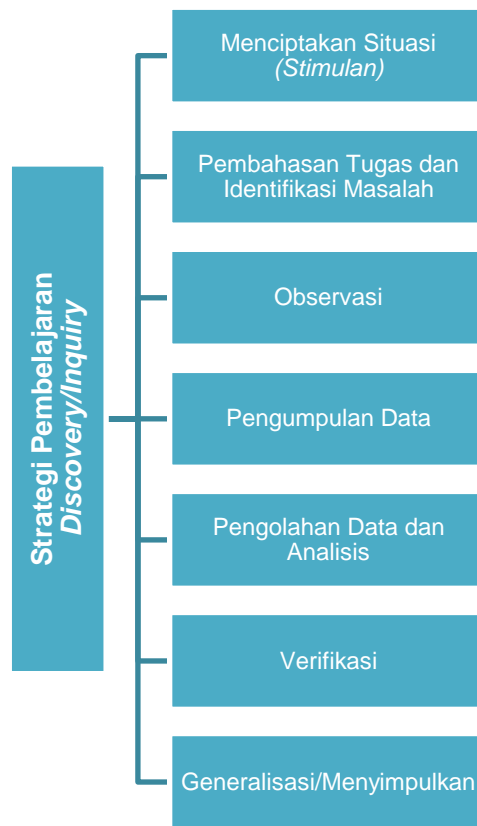 Strategi Pembelajaran
Discovery/Inquiry
Menciptakan Situasi
(Stimulan)
Pembahasan Tugas dan
Identifikasi Masalah
Observasi
Pengumpulan Data
Pengolahan Data dan
Analisis
Verifikasi
Generalisasi/Menyimpulkan